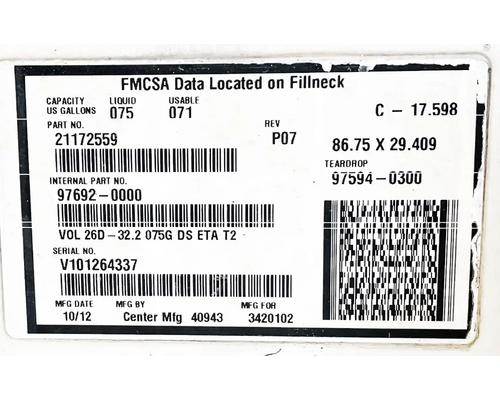 FMCSA Data Located on Fillneck
CAPACITY LIQUID USABLE
US GALLONS 075 071
C - 17.598
PART NO. REV
21172559 P07
86.75 X 29.409
TEARDROP
97594-0300
INTERNAL PART NO.
97692-0000
VOL 26D-32.2 075G DS ETA T2
SERIAL NO.
V101264337
MFG DATE MFG BY MFG FOR
10/12 Center Mfg 40943 3420102